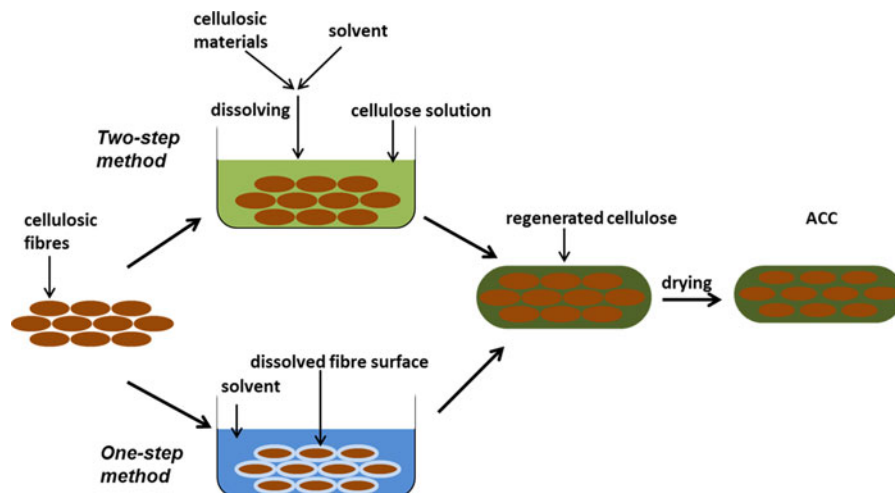 cellulosic
materials
solvent
dissolving
cellulose solution
Two-step
method
cellulosic
fibres
regenerated cellulose
ACC
drying
dissolved fibre surface
solvent
One-step
method